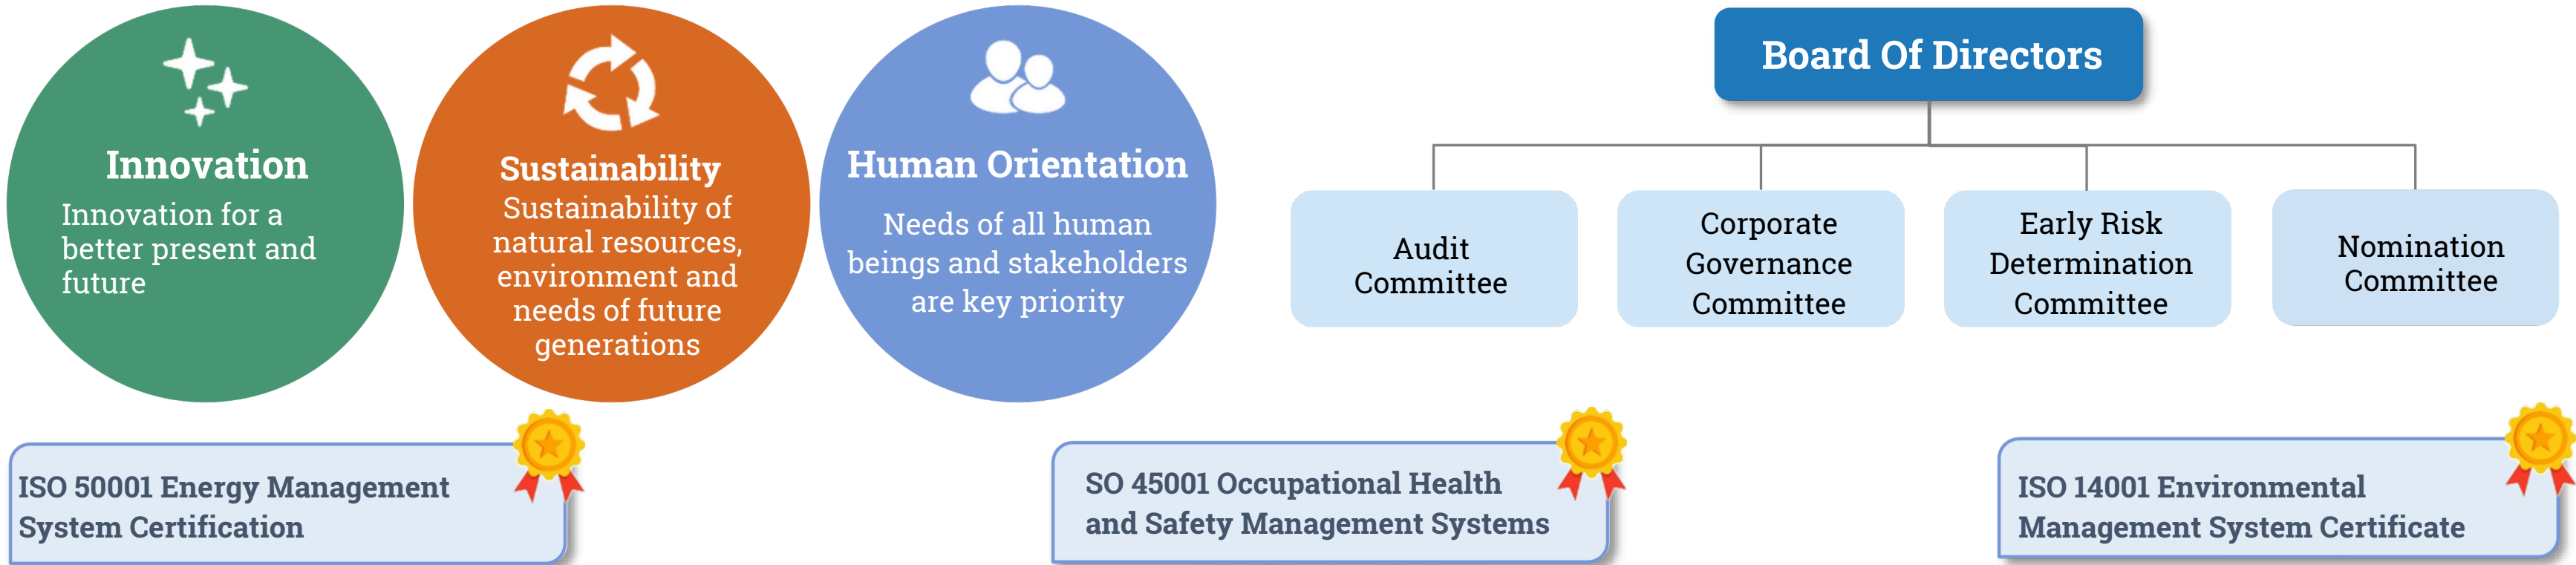 Innovation
Innovation for a
better present and
future
Sustainability
Sustainability of
natural resources,
environment and
needs of future
generations
Human Orientation
Needs of all human
beings and stakeholders
are key priority
Board Of Directors
Audit
Committee
Corporate
Governance
Committee
Early Risk
Determination
Committee
Nomination
Committee
ISO 50001 Energy Management
System Certification
SO 45001 Occupational Health
and Safety Management Systems
ISO 14001 Environmental
Management System Certificate